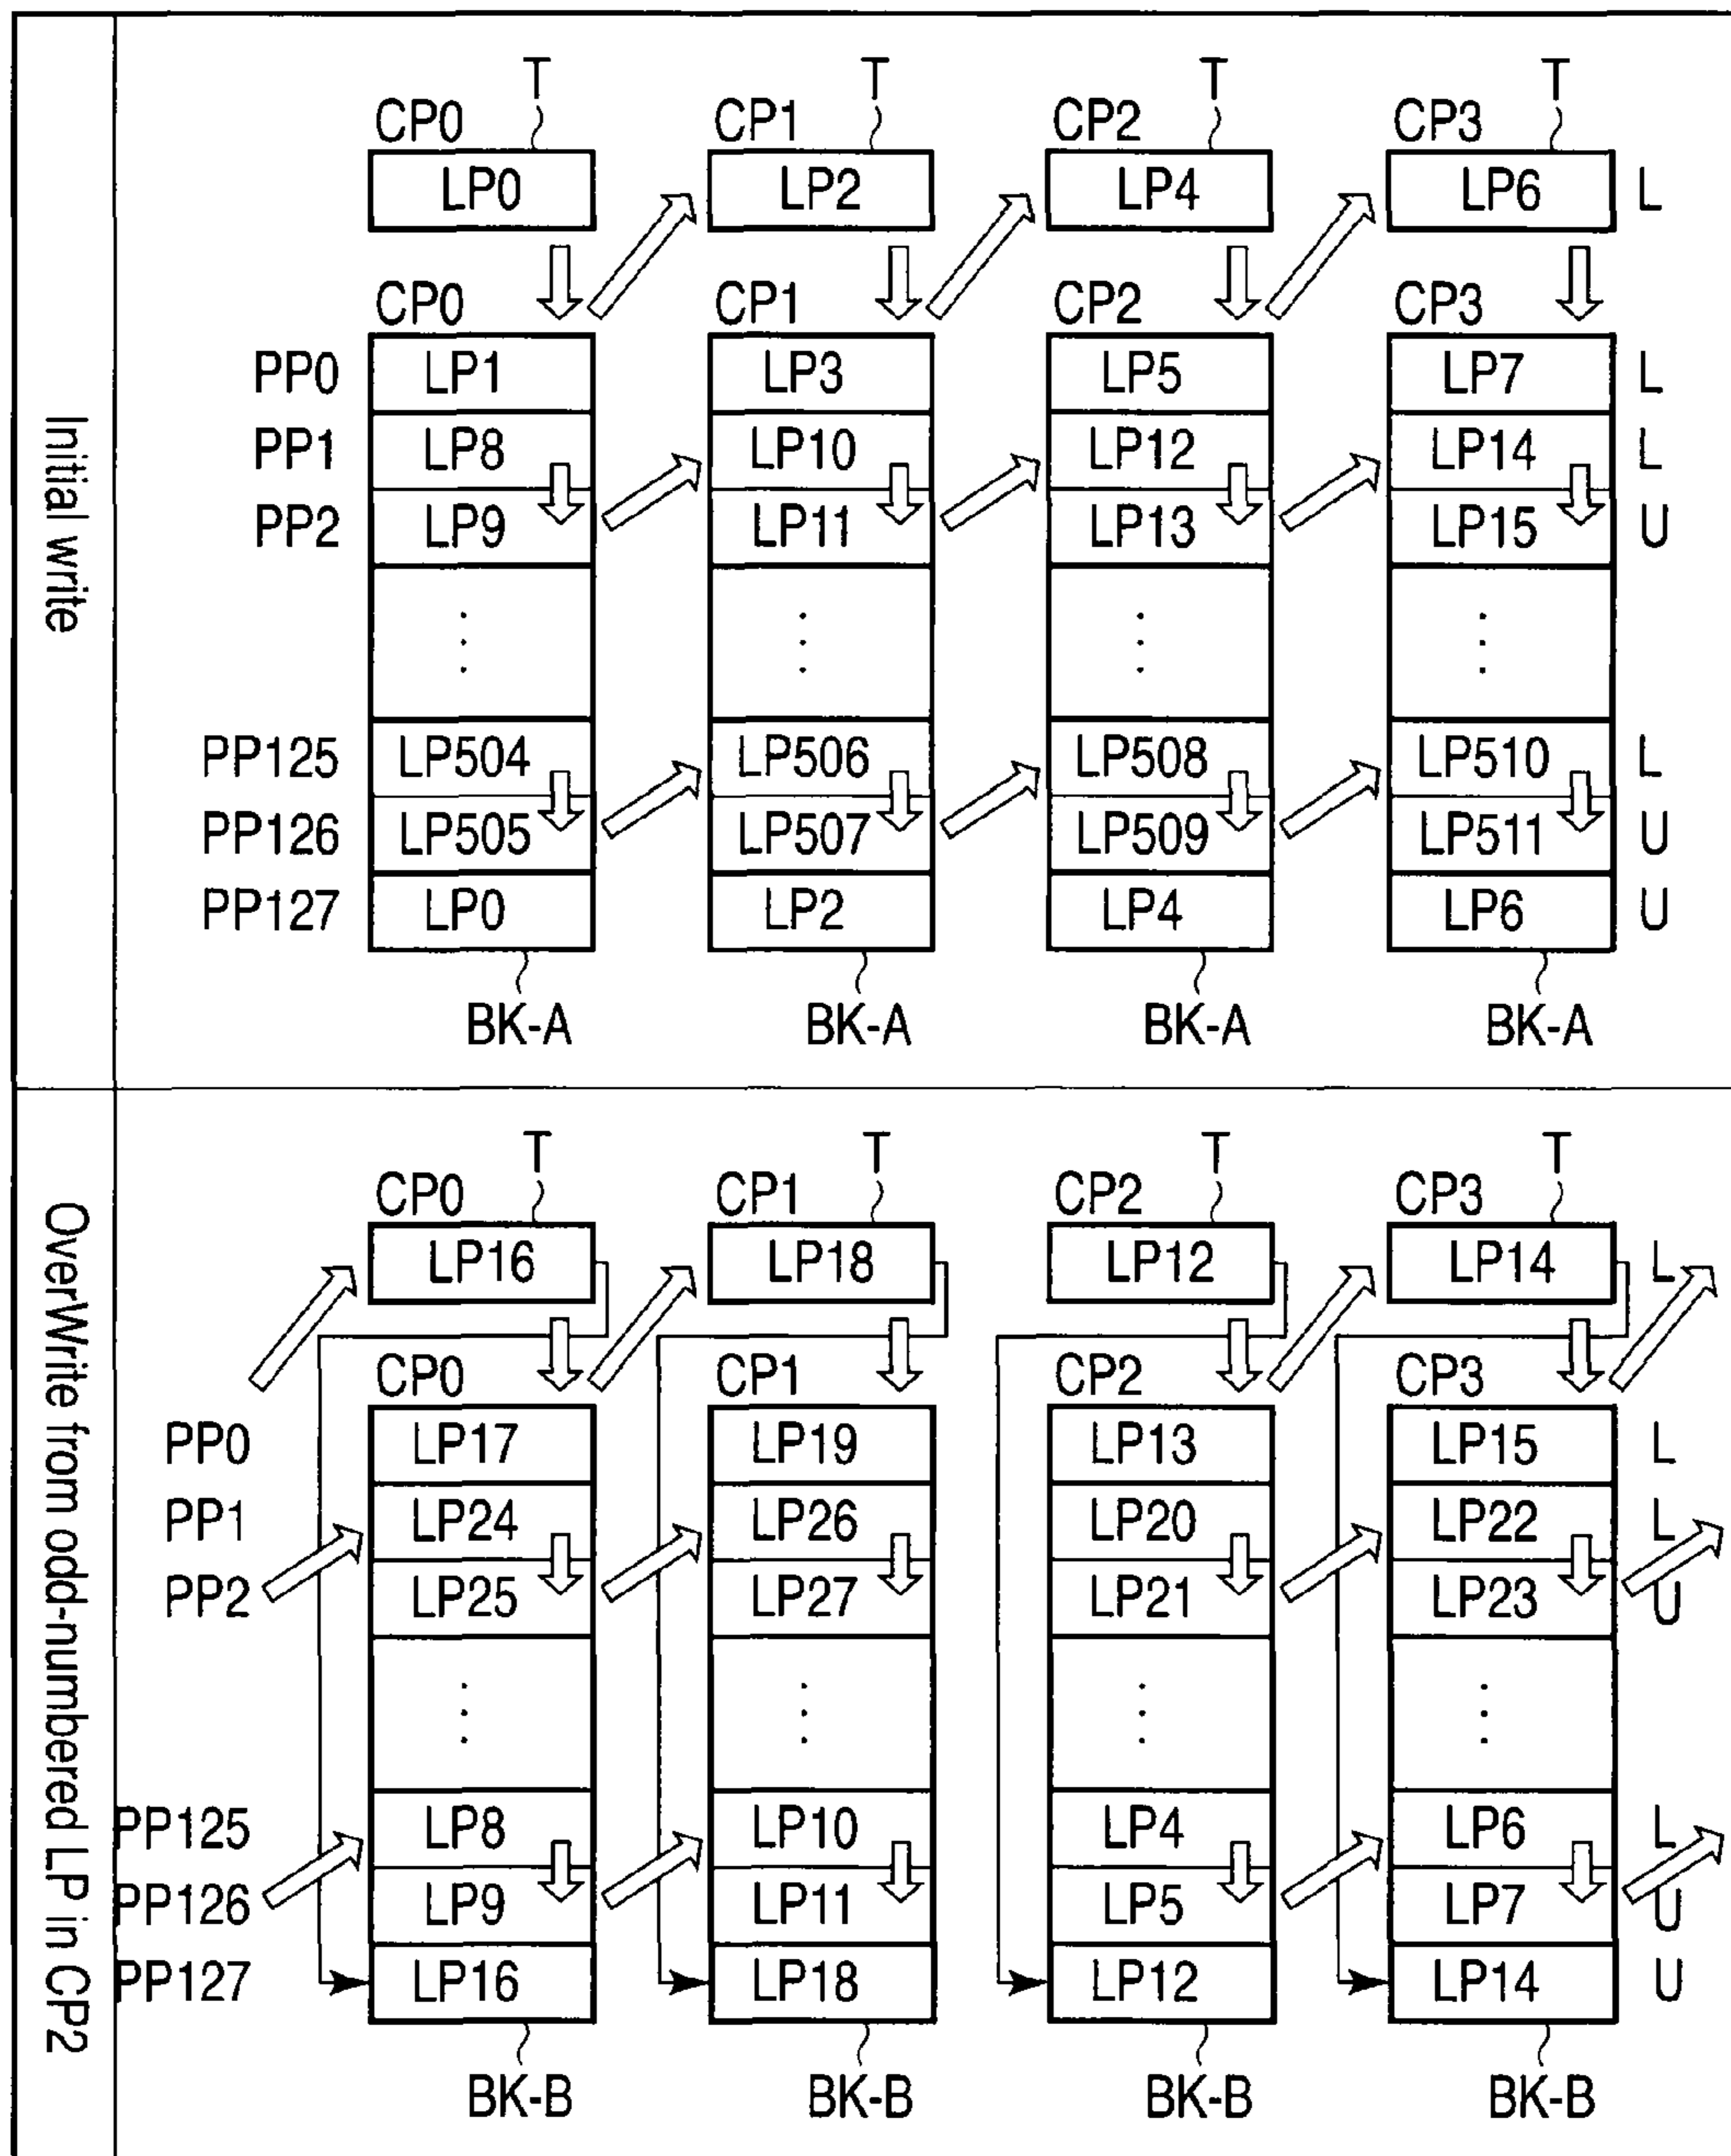 Initial write
T T T T
CP0 CP1 CP2 CP3
LP0 LP2 LP4 LP6 L
CP0 CP1 CP2 CP3
PP0 LP1 LP3 LP5 LP7 L
PP1 LP8 LP10 LP12 LP14 L
PP2 LP9 LP11 LP13 LP15 U
PP125 LP504 LP506 LP508 LP510 L
PP126 LP505 LP507 LP509 LP511 U
PP127 LP0 LP2 LP4 LP6 U
BK-A BK-A BK-A BK-A
OverWrite from odd-numbered LP in CP2
T T T T
CP0 CP1 CP2 CP3
LP16 LP18 LP12 LP14 L
CP0 CP1 CP2 CP3
PP0 LP17 LP19 LP13 LP15 L
PP1 LP24 LP26 LP20 LP22 L
PP2 LP25 LP27 LP21 LP23 U
PP125 LP8 LP10 LP4 LP6 L
PP126 LP9 LP11 LP5 LP7 U
PP127 LP16 LP18 LP12 LP14 U
BK-B BK-B BK-B BK-B